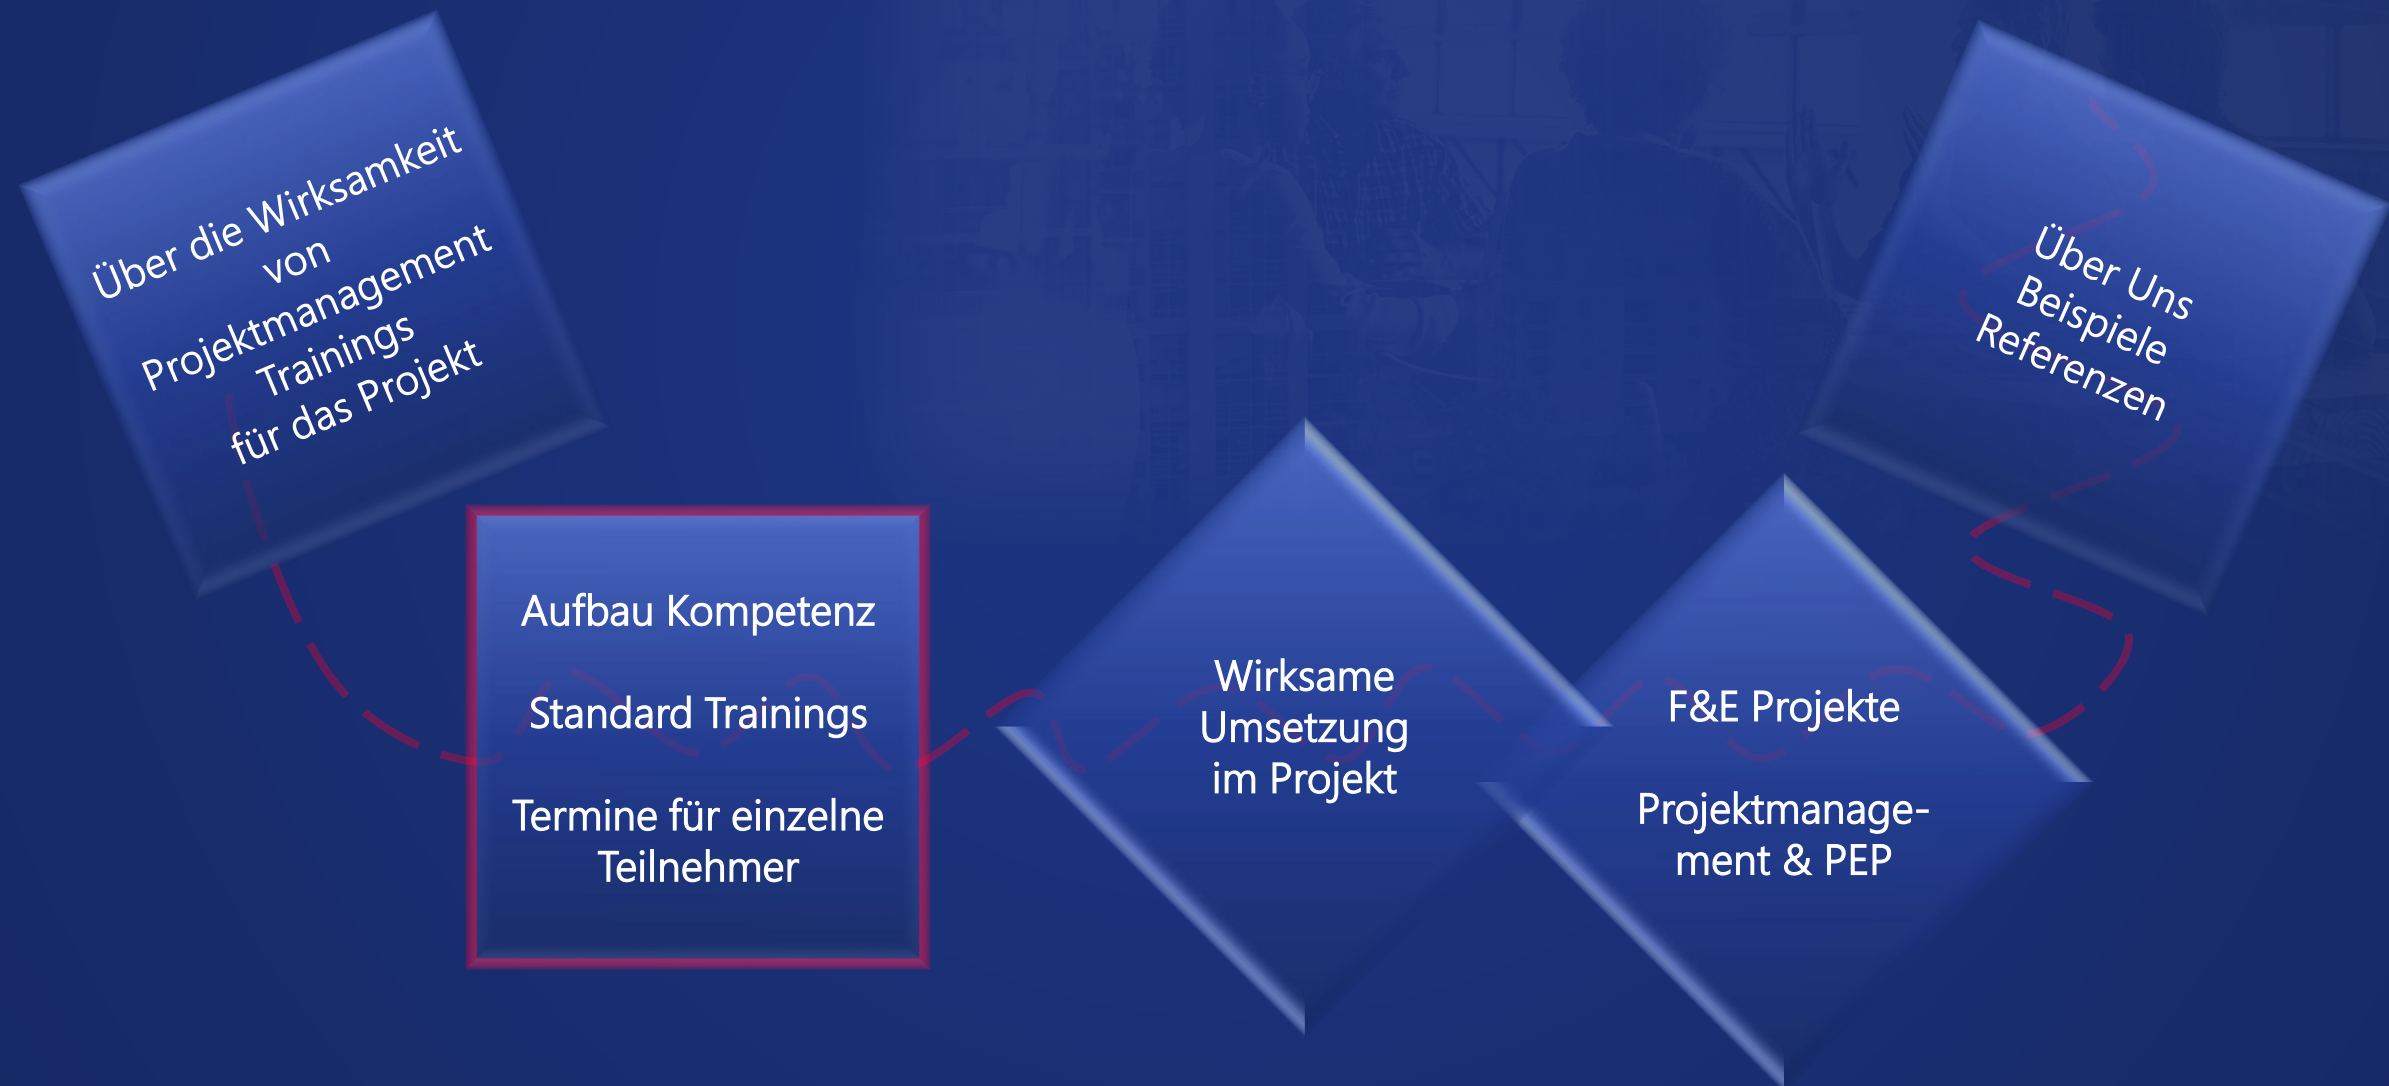 Über die Wirksamkeit
von
Projektmanagement
Trainings
für das Projekt
Aufbau Kompetenz
Standard Trainings
Termine für einzelne
Teilnehmer
Wirksame
Umsetzung
im Projekt
F&E Projekte
Projektmanage-
ment & PEP
Über Uns
Beispiele
Referenzen